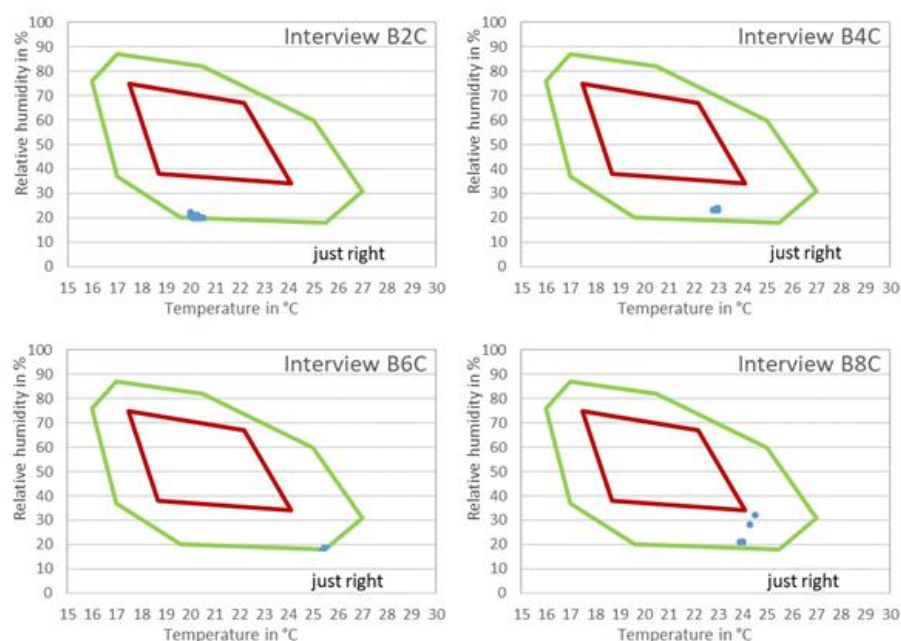 Interview B2C
Relative humidity in %
100
90
80
70
60
50
40
30
20
10
0
just right
15 16 17 18 19 20 21 22 23 24 25 26 27 28 29 30
Temperature in °C
Interview B4C
Relative humidity in %
100
90
80
70
60
50
40
30
20
10
0
just right
15 16 17 18 19 20 21 22 23 24 25 26 27 28 29 30
Temperature in °C
Interview B6C
Relative humidity in %
100
90
80
70
60
50
40
30
20
10
0
just right
15 16 17 18 19 20 21 22 23 24 25 26 27 28 29 30
Temperature in °C
Interview B8C
Relative humidity in %
100
90
80
70
60
50
40
30
20
10
0
just right
15 16 17 18 19 20 21 22 23 24 25 26 27 28 29 30
Temperature in °C